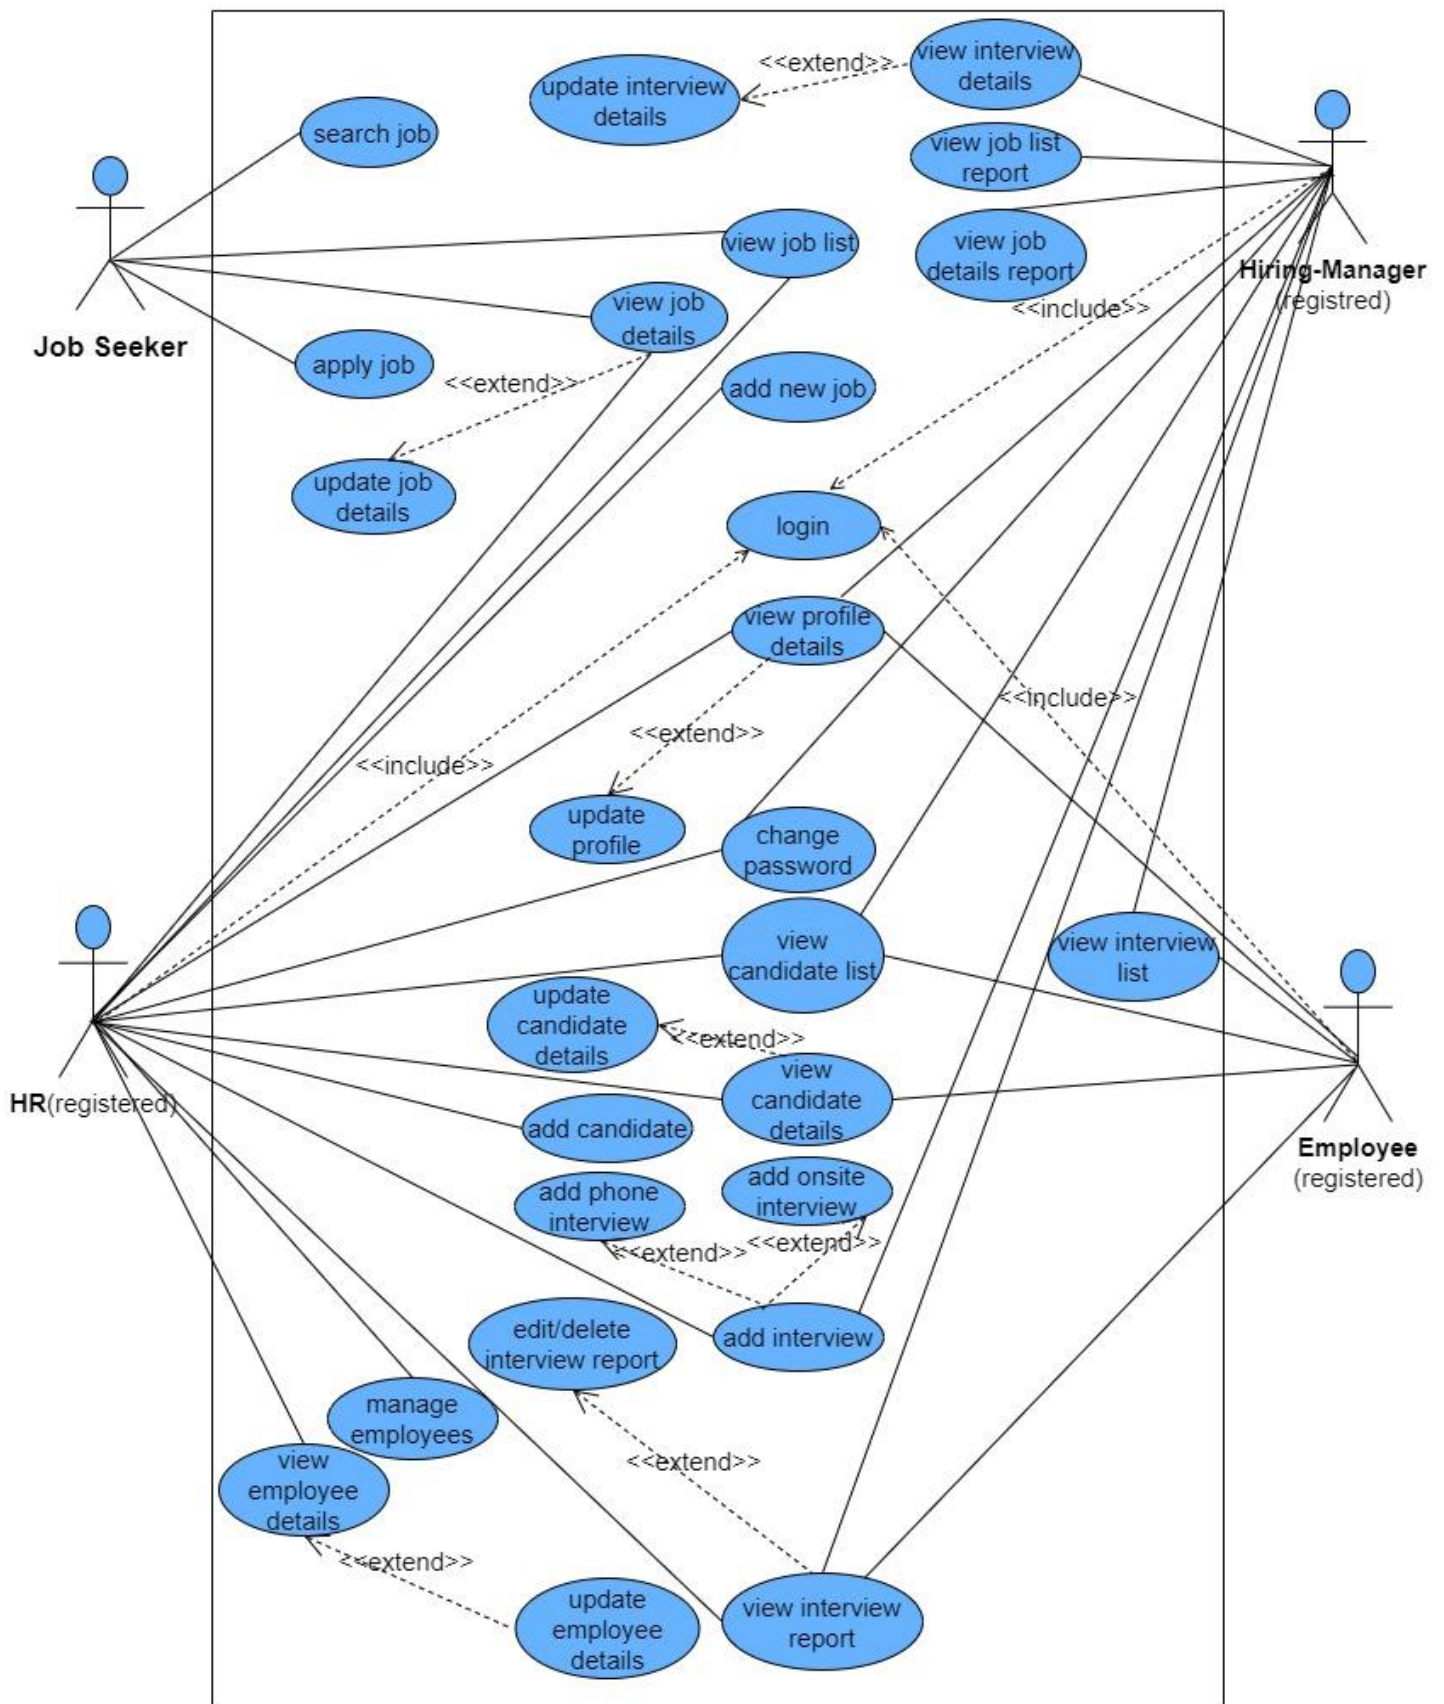 <<extend>>
view interview
details
update interview
details
search job
view job list
report
view job list
view job
details report
Hiring-Manager
(registred)
<<include>>
view job
details
Job Seeker
apply job
<<extend>>
add new job
update job
details
login
view profile
details
<<include>>
<<extend>>
<<include>>
update
profile
change
password
view
candidate list
view interview
list
update
candidate
details
<<extend>>
view
candidate
details
HR(registered)
add candidate
Employee
(registered)
add phone
interview
add onsite
interview
<<extend>>
<<extend>>
edit/delete
interview report
add interview
manage
employees
view
employee
details
<<extend>>
<<extend>>
update
employee
details
view interview
report